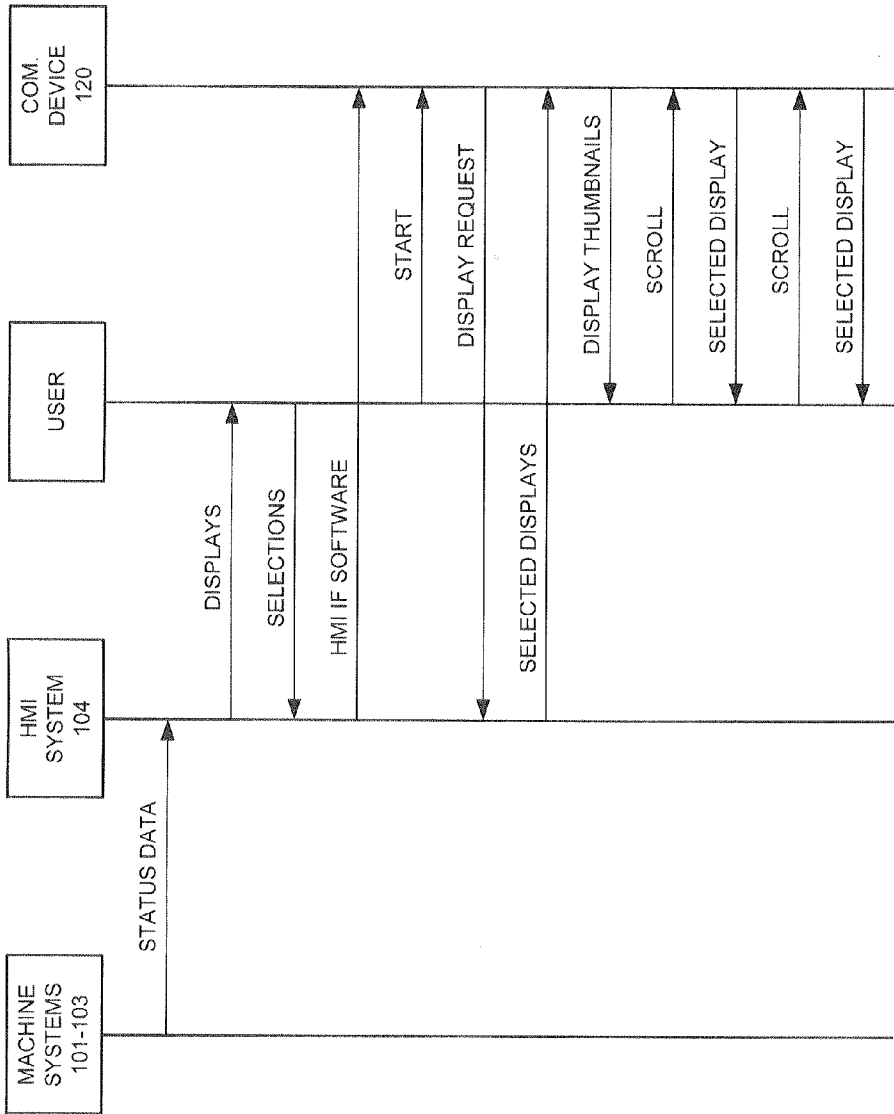 MACHINE
SYSTEMS
101-103
HMI
SYSTEM
104
USER
COM.
DEVICE
120
STATUS DATA
DISPLAYS
SELECTIONS
HMI IF SOFTWARE
START
DISPLAY REQUEST
SELECTED DISPLAYS
DISPLAY THUMBNAILS
SCROLL
SELECTED DISPLAY
SCROLL
SELECTED DISPLAY